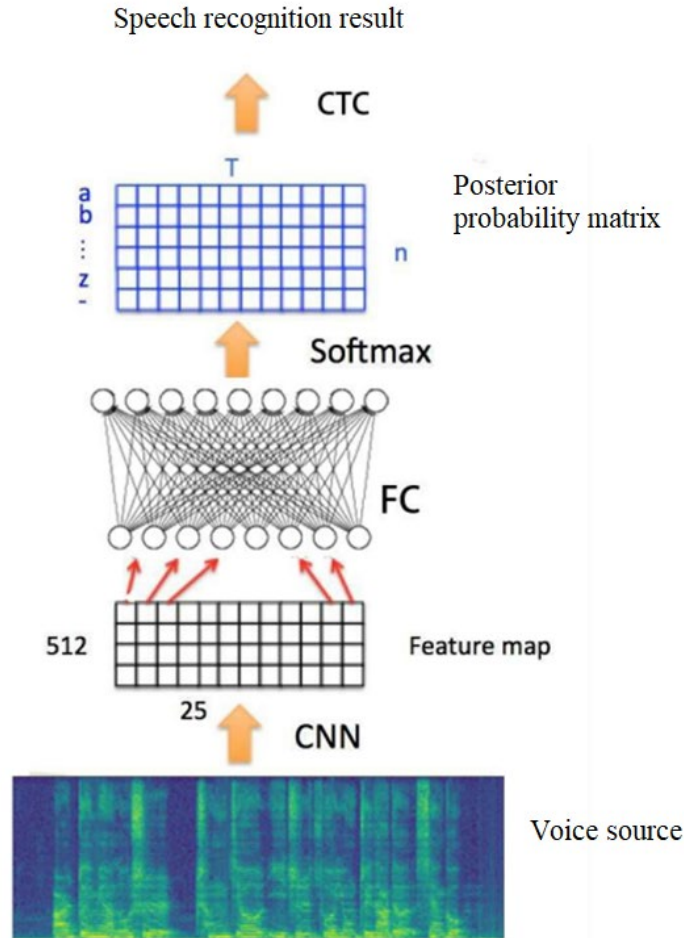 Speech recognition result
CTC
T
Posterior
probability matrix
a
b
⋮
n
z
-
Softmax
FC
512
Feature map
25
CNN
Voice source